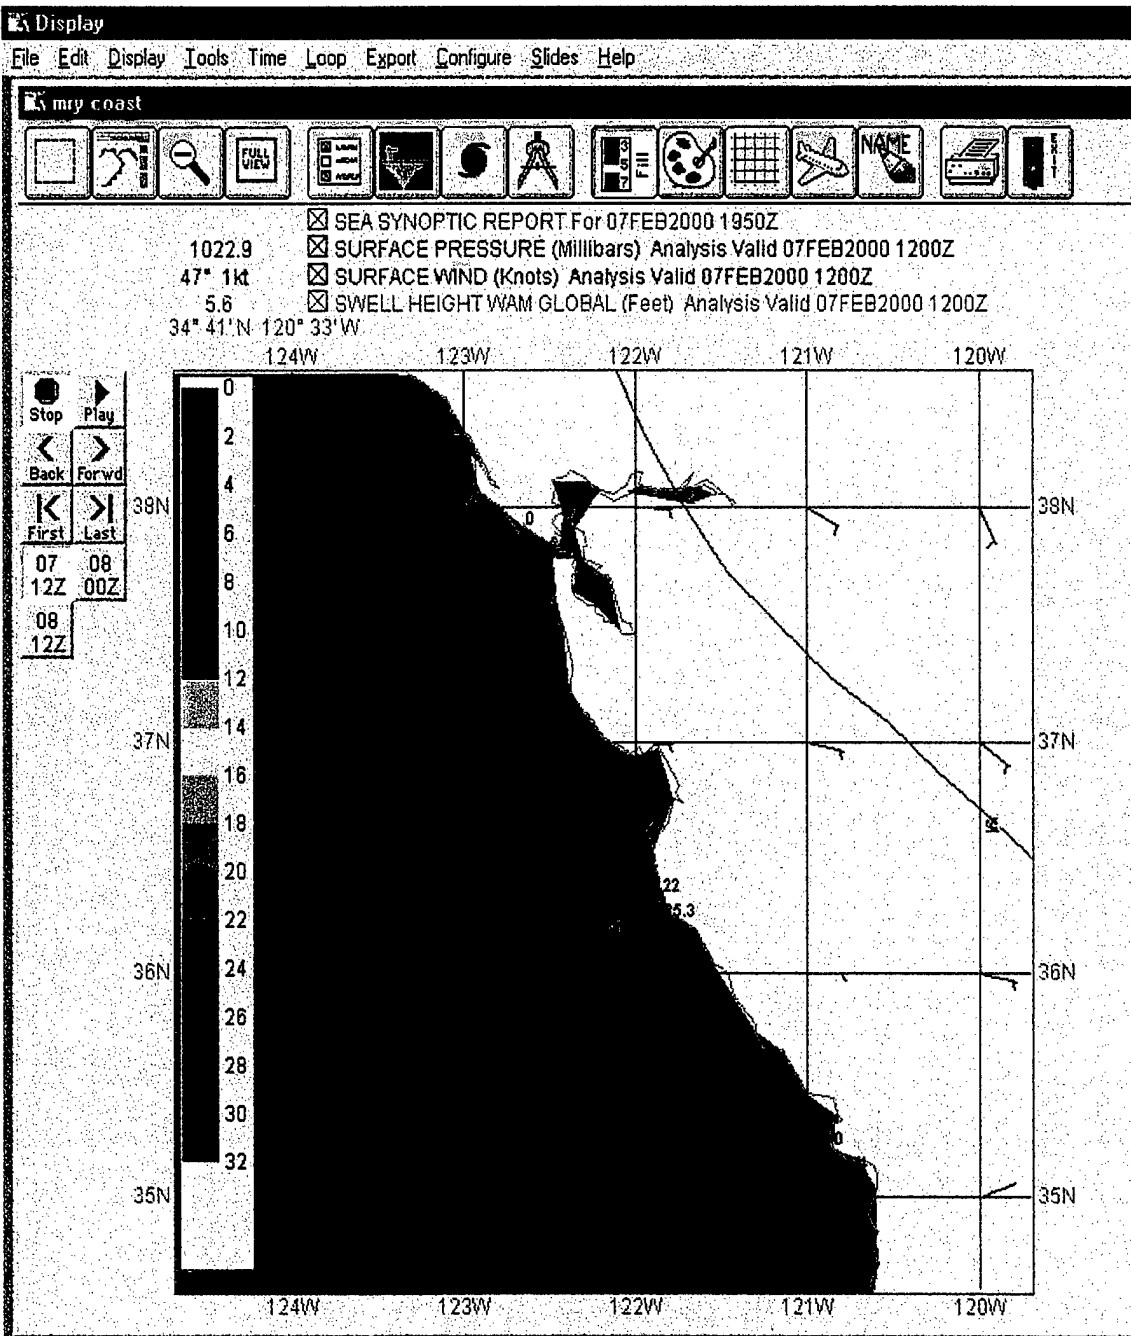 Display
File Edit Display Tools Time Loop Export Configure Slides Help
mry coast
FULL VIEW
3 5 7 Fill
NAME
EXIT
SEA SYNOPTIC REPORT For 07FEB2000 1950Z
1022.9 SURFACE PRESSURE (Millibars) Analysis Valid 07FEB2000 1200Z
47° 1kt SURFACE WIND (Knots) Analysis Valid 07FEB2000 1200Z
5.6 SWELL HEIGHT WAM GLOBAL (Feet) Analysis Valid 07FEB2000 1200Z
34° 41'N 120° 33'W
124W 123W 122W 121W 120W
Stop Play
Back Forwd
First Last
07 12Z
08 00Z
08 12Z
0
2
4
6
8
10
12
14
16
18
20
22
24
26
28
30
32
38N 38N
0
37N 37N
22
35.3
36N 36N
0
35N 35N
124W 123W 122W 121W 120W